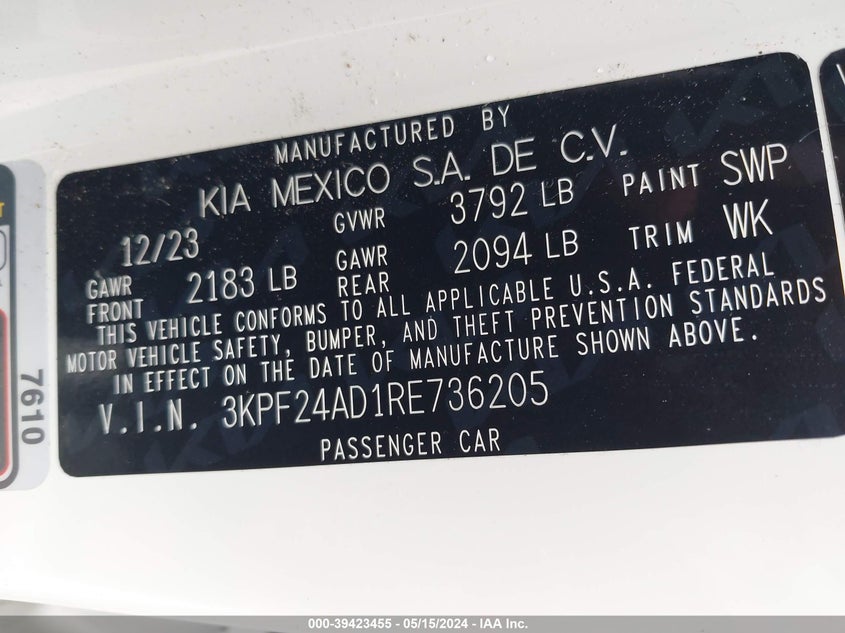 MANUFACTURED BY
KIA MEXICO S.A. DE C.V.
12/23 GVWR 3792 LB PAINT SWP
GAWR FRONT 2183 LB GAWR REAR 2094 LB TRIM WK
THIS VEHICLE CONFORMS TO ALL APPLICABLE U.S.A. FEDERAL
MOTOR VEHICLE SAFETY, BUMPER, AND THEFT PREVENTION STANDARDS
IN EFFECT ON THE DATE OF MANUFACTURE SHOWN ABOVE.
V.I.N. 3KPF24AD1RE736205
PASSENGER CAR
7610
000-39423455 - 05/15/2024 - IAA Inc.